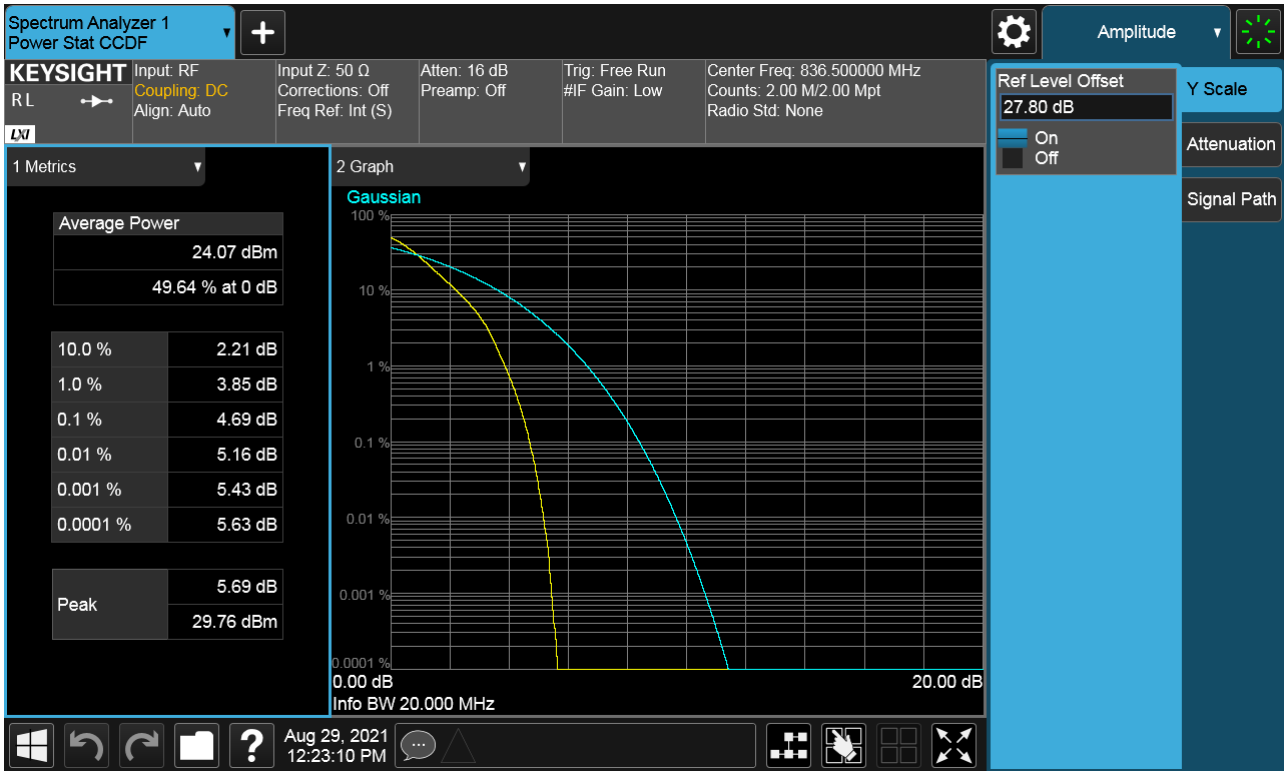 Spectrum Analyzer 1
Power Stat CCDF
+
Amplitude
KEYSIGHT
RL
LXI
Input: RF
Coupling: DC
Align: Auto
Input Z: 50 Ω
Corrections: Off
Freq Ref: Int (S)
Atten: 16 dB
Preamp: Off
Trig: Free Run
#IF Gain: Low
Center Freq: 836.500000 MHz
Counts: 2.00 M/2.00 Mpt
Radio Std: None
Ref Level Offset
27.80 dB
On
Off
Y Scale
Attenuation
Signal Path
1 Metrics
Average Power
24.07 dBm
49.64 % at 0 dB
10.0 % 2.21 dB
1.0 % 3.85 dB
0.1 % 4.69 dB
0.01 % 5.16 dB
0.001 % 5.43 dB
0.0001 % 5.63 dB
Peak
5.69 dB
29.76 dBm
2 Graph
Gaussian
100 %
10 %
1 %
0.1 %
0.01 %
0.001 %
0.0001 %
0.00 dB 20.00 dB
Info BW 20.000 MHz
?
Aug 29, 2021
12:23:10 PM